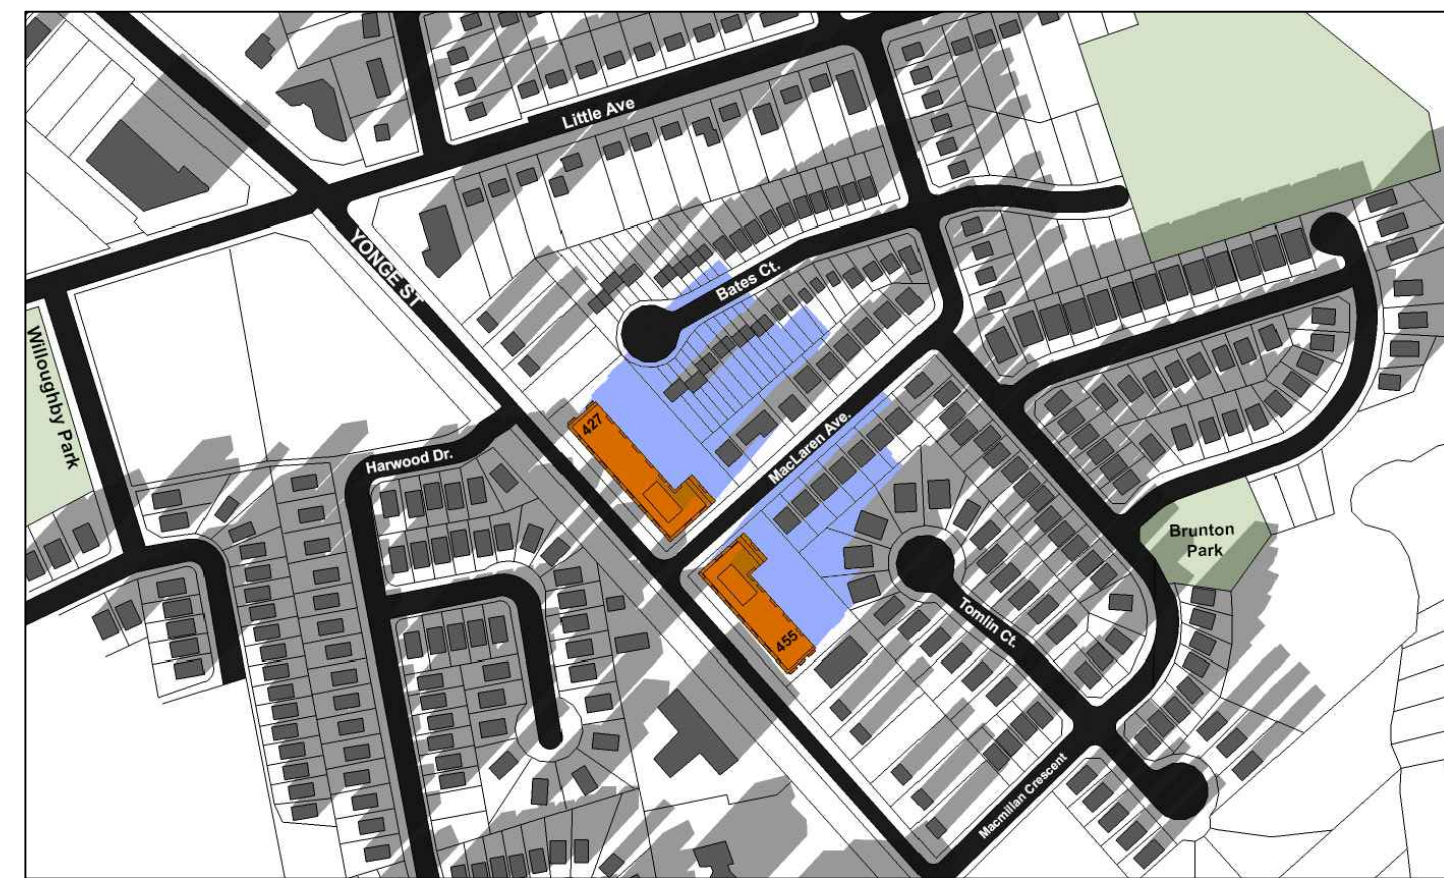 Little Ave
YONGE ST
Bates Ct.
Willoughby Park
427
MacLaren Ave.
Harwood Dr.
Brunton
Park
455
Tomlin Ct.
Macmillan Crescent